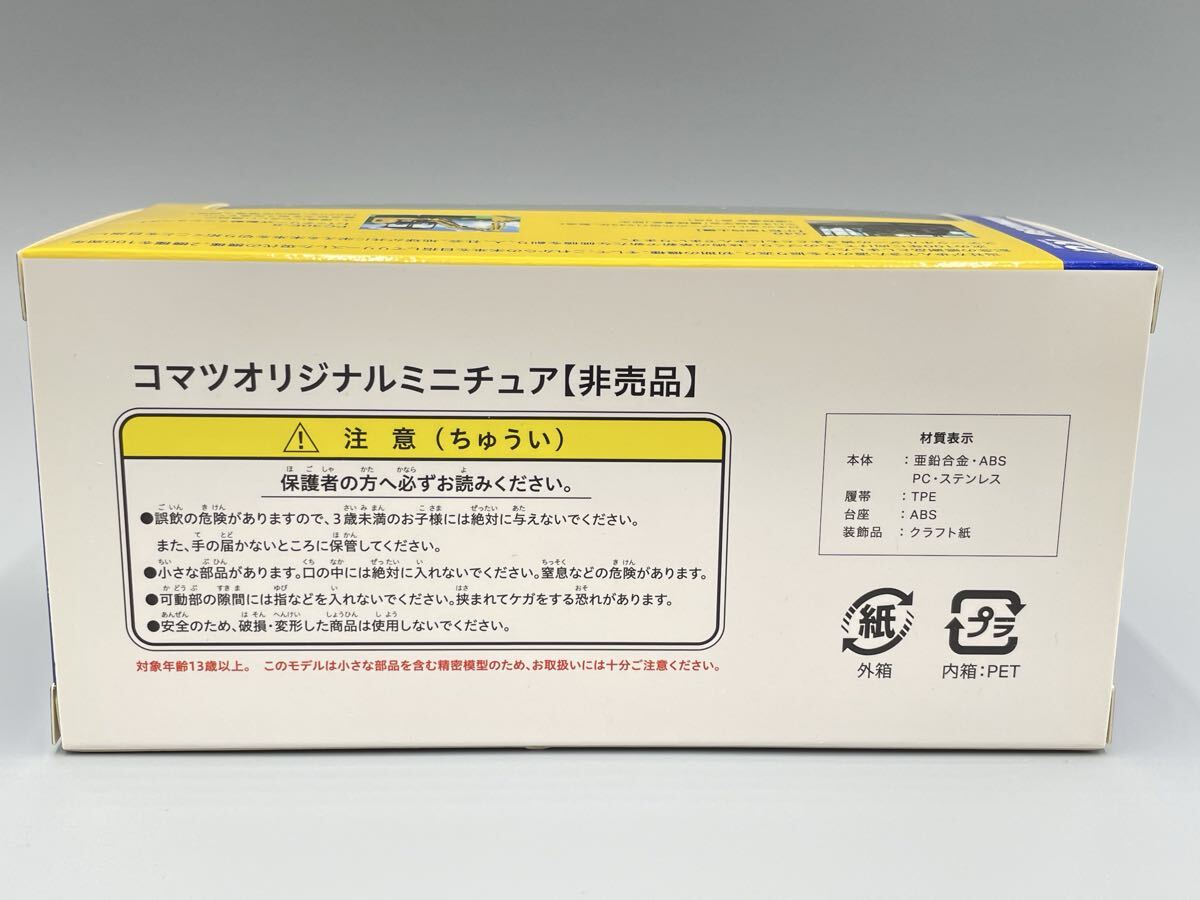 コマツオリジナルミニチュア【非売品】
注 意（ちゅうい）
保護者の方へ必ずお読みください。
●誤飲の危険がありますので、3歳未満のお子様には絶対に与えないでください。
また、手の届かないところに保管してください。
●小さな部品があります。口の中には絶対に入れないでください。窒息などの危険があります。
●可動部の隙間には指などを入れないでください。挟まれてケガをする恐れがあります。
●安全のため、破損・変形した商品は使用しないでください。
対象年齢13歳以上。 このモデルは小さな部品を含む精密模型のため、お取扱いには十分ご注意ください。
材質表示
本体 ：亜鉛合金・ABS
PC・ステンレス
履帯 ：TPE
台座 ：ABS
装飾品 ：クラフト紙
紙
外箱
プラ
内箱：PET